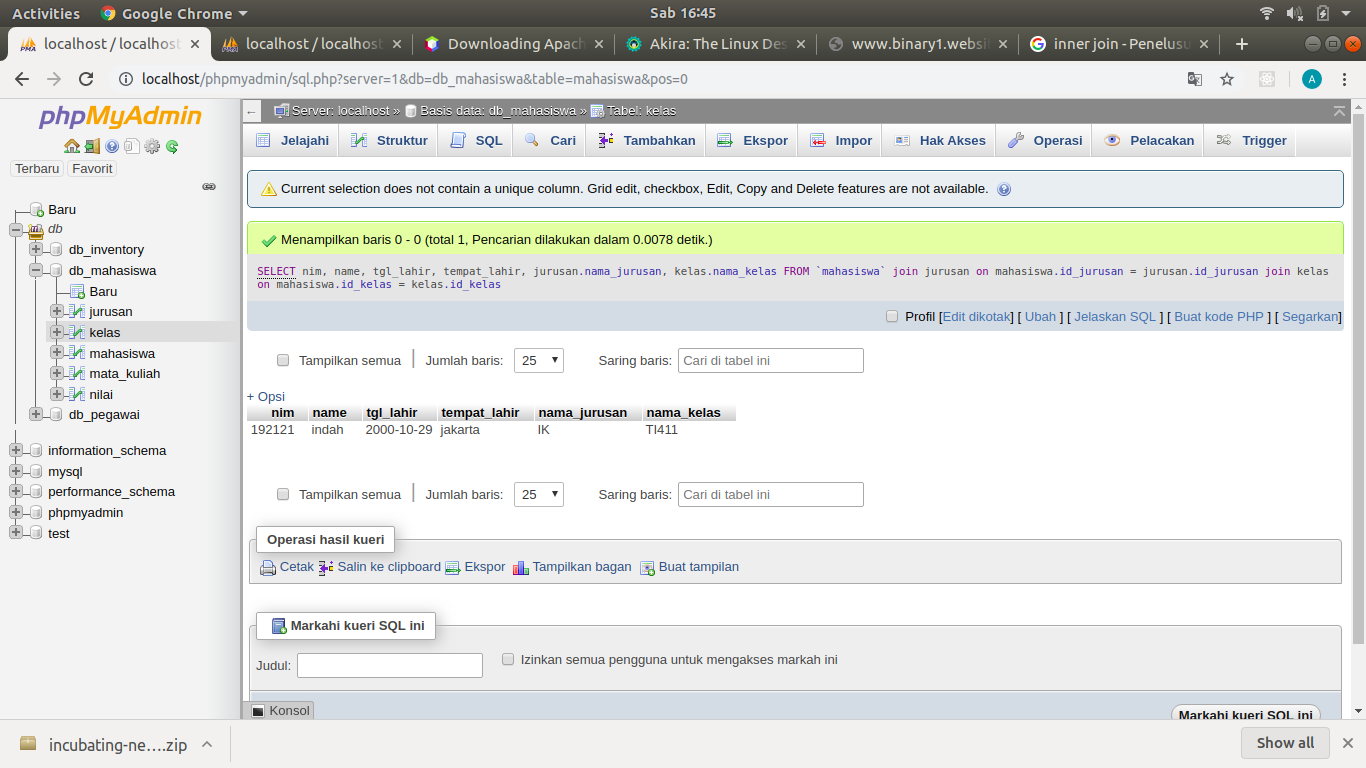 Activities Google Chrome Sab 16:45
localhost / localhost localhost / localhost Downloading Apach Akira: The Linux Des www.binary1.websi inner join - Penelusu
localhost/phpmyadmin/sql.php?server=1&db=db_mahasiswa&table=mahasiswa&pos=0 A
phpMyAdmin
Terbaru Favorit
Baru
db
db_inventory
db_mahasiswa
Baru
jurusan
kelas
mahasiswa
mata_kuliah
nilai
db_pegawai
information_schema
mysql
performance_schema
phpmyadmin
test
Server: localhost » Basis data: db_mahasiswa » Tabel: kelas
Jelajahi Struktur SQL Cari Tambahkan Ekspor Impor Hak Akses Operasi Pelacakan Trigger
Current selection does not contain a unique column. Grid edit, checkbox, Edit, Copy and Delete features are not available.
Menampilkan baris 0 - 0 (total 1, Pencarian dilakukan dalam 0.0078 detik.)
SELECT nim, name, tgl_lahir, tempat_lahir, jurusan.nama_jurusan, kelas.nama_kelas FROM `mahasiswa` join jurusan on mahasiswa.id_jurusan = jurusan.id_jurusan join kelas
on mahasiswa.id_kelas = kelas.id_kelas
Profil [Edit dikotak] [ Ubah ] [ Jelaskan SQL ] [ Buat kode PHP ] [ Segarkan]
Tampilkan semua | Jumlah baris: 25 Saring baris: Cari di tabel ini
+ Opsi
nim name tgl_lahir tempat_lahir nama_jurusan nama_kelas
192121 indah 2000-10-29 jakarta IK TI411
Tampilkan semua | Jumlah baris: 25 Saring baris: Cari di tabel ini
Operasi hasil kueri
Cetak Salin ke clipboard Ekspor Tampilkan bagan Buat tampilan
Markahi kueri SQL ini
Judul: Izinkan semua pengguna untuk mengakses markah ini
Konsol Markahi kueri SQL ini
incubating-ne….zip Show all